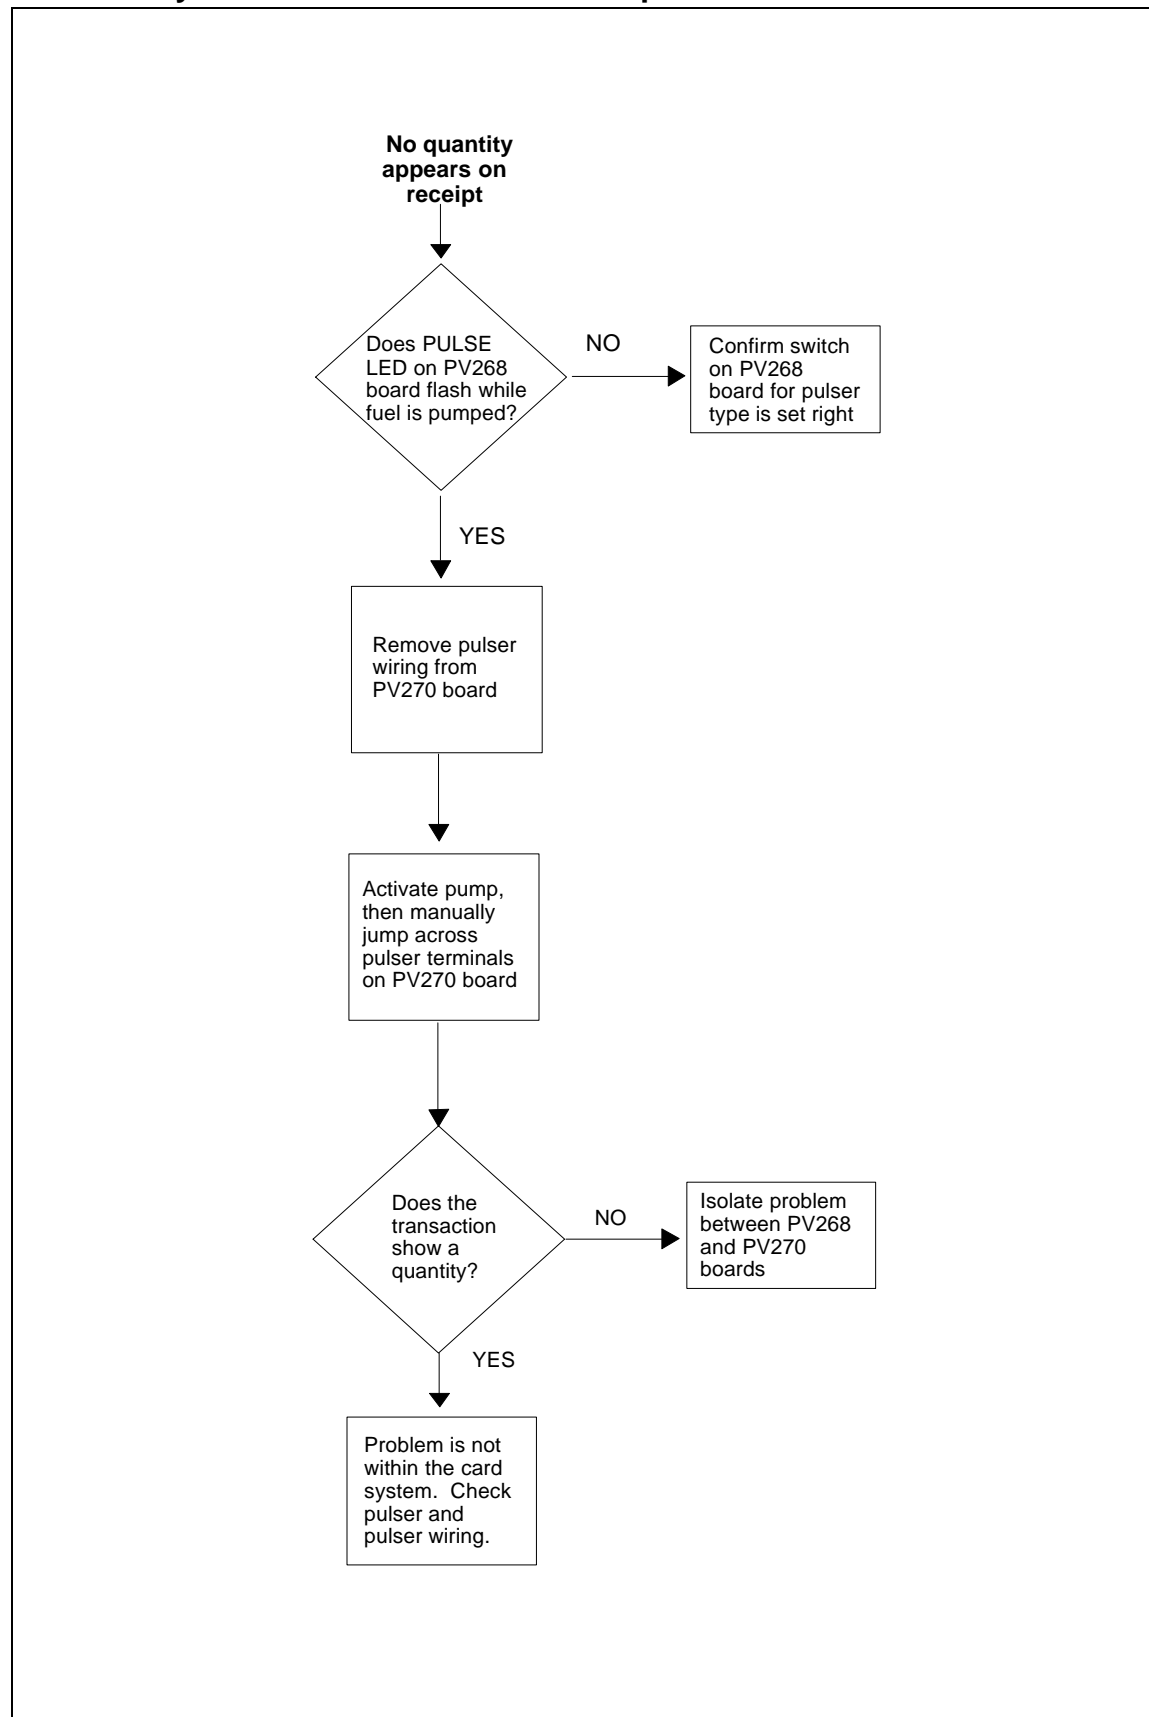 No quantity
appears on
receipt
Does PULSE
LED on PV268
board flash while
fuel is pumped?
NO
Confirm switch
on PV268
board for pulser
type is set right
YES
Remove pulser
wiring from
PV270 board
Activate pump,
then manually
jump across
pulser terminals
on PV270 board
Does the
transaction
show a
quantity?
NO
Isolate problem
between PV268
and PV270
boards
YES
Problem is not
within the card
system. Check
pulser and
pulser wiring.